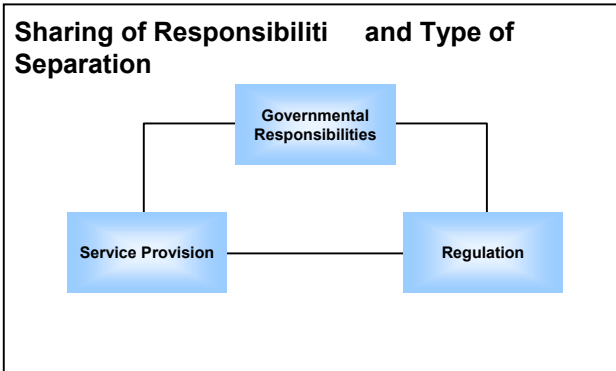 Sharing of Responsibiliti and Type of
Separation
Governmental
Responsibilities
Service Provision
Regulation